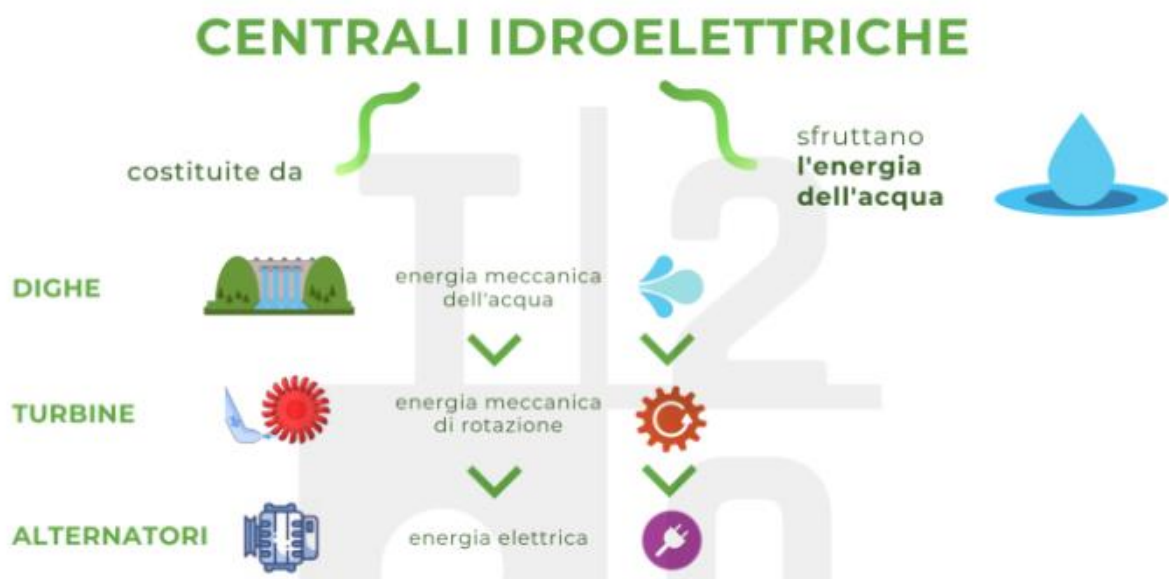 CENTRALI IDROELETTRICHE
costituite da
sfruttano
l'energia
dell'acqua
DIGHE
energia meccanica
dell'acqua
TURBINE
energia meccanica
di rotazione
ALTERNATORI
energia elettrica